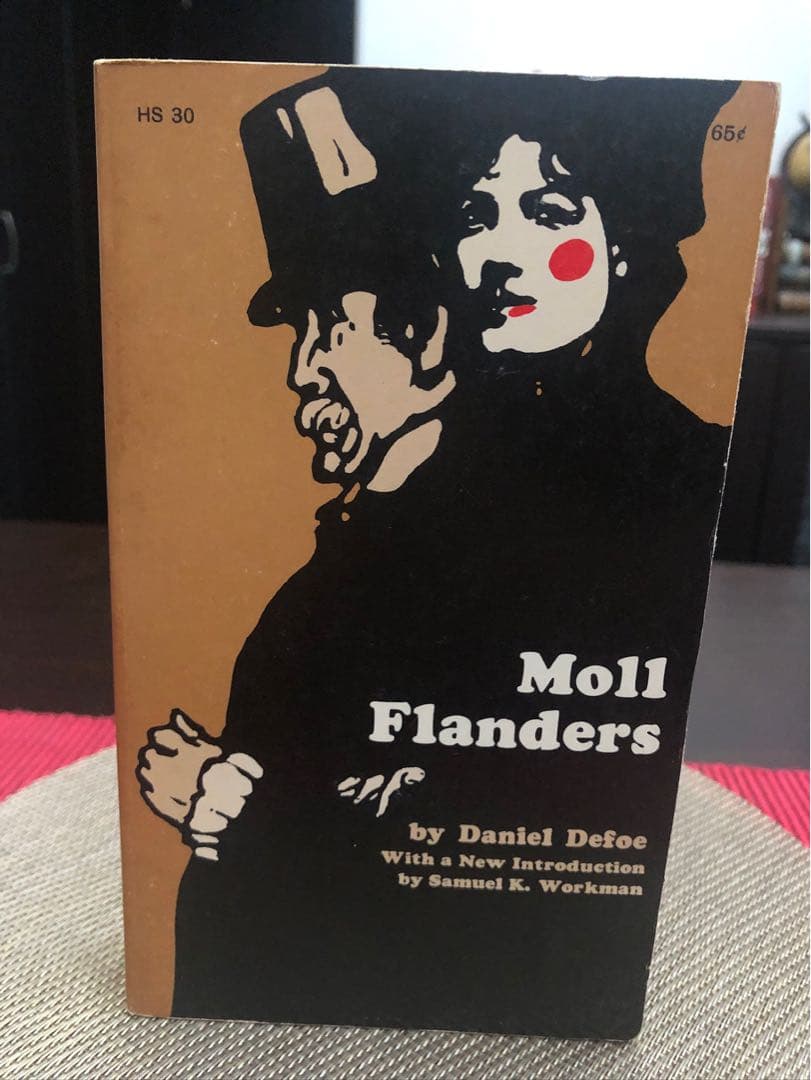 HS 30
65¢
Moll
Flanders
by Daniel Defoe
With a New Introduction
by Samuel K. Workman